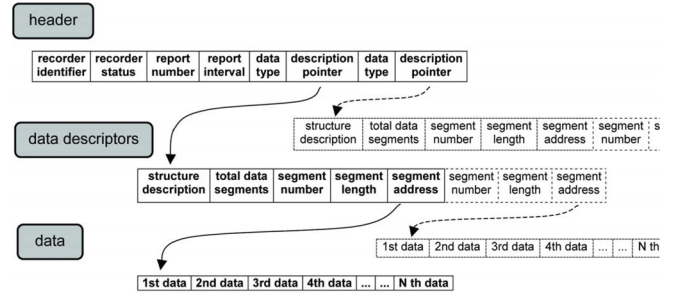 header
recorder identifier recorder status report number report interval data type description pointer data type description pointer
data descriptors
structure description total data segments segment number segment length segment address segment number s
structure description total data segments segment number segment length segment address segment number segment length segment address
data
1st data 2nd data 3rd data 4th data ... ... N th
1st data 2nd data 3rd data 4th data ... ... N th data